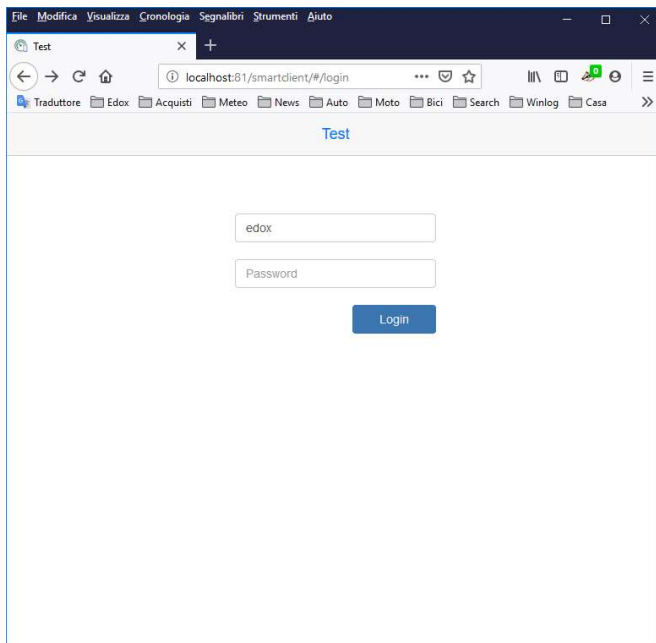 File Modifica Visualizza Cronologia Segnalibri Strumenti Aiuto
Test
localhost:81/smartclient/#/login
0
Traduttore Edox Acquisti Meteo News Auto Moto Bici Search Winlog Casa
Test
edox
Password
Login